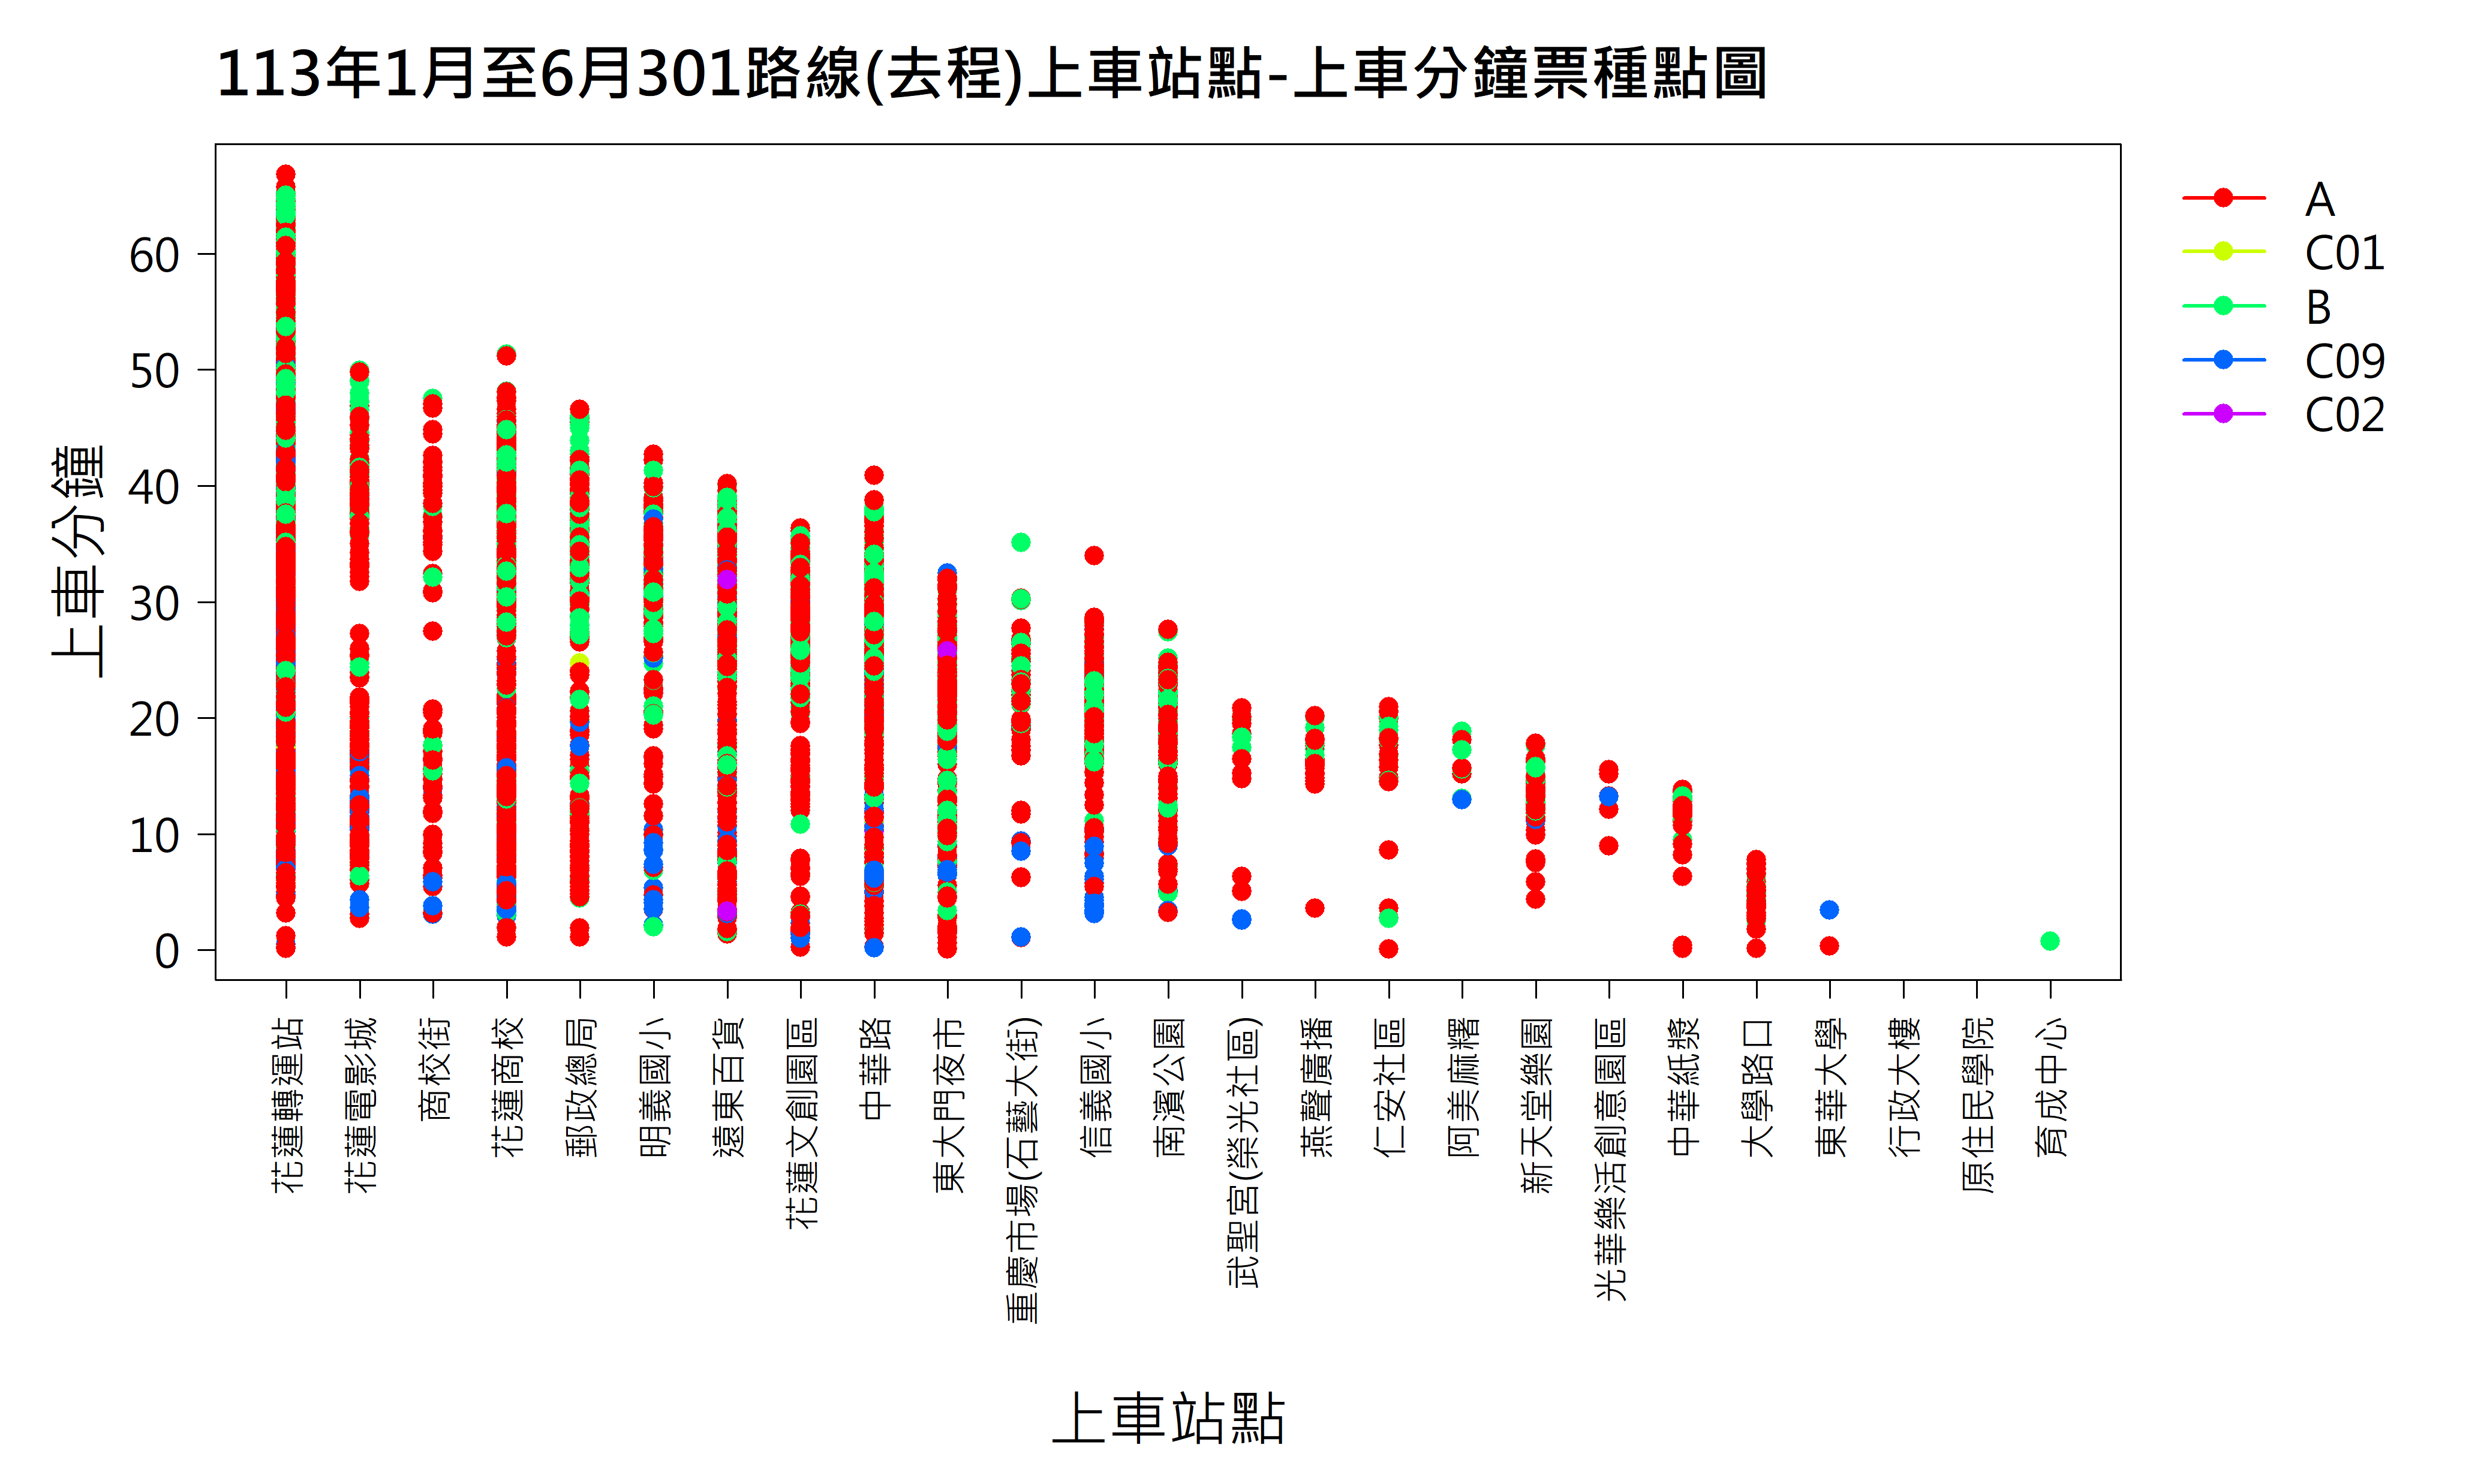 113年1月至6月301路線(去程)上車站點-上車分鐘票種點圖
上車分鐘
60
50
40
30
20
10
0
A
C01
B
C09
C02
花蓮轉運站
花蓮電影城
商校街
花蓮商校
郵政總局
明義國小
遠東百貨
花蓮文創園區
中華路
東大門夜市
重慶市場(石藝大街)
信義國小
南濱公園
武聖宮(榮光社區)
燕聲廣播
仁安社區
阿美麻糬
新天堂樂園
光華樂活創意園區
中華紙漿
大學路口
東華大學
行政大樓
原住民學院
育成中心
上車站點